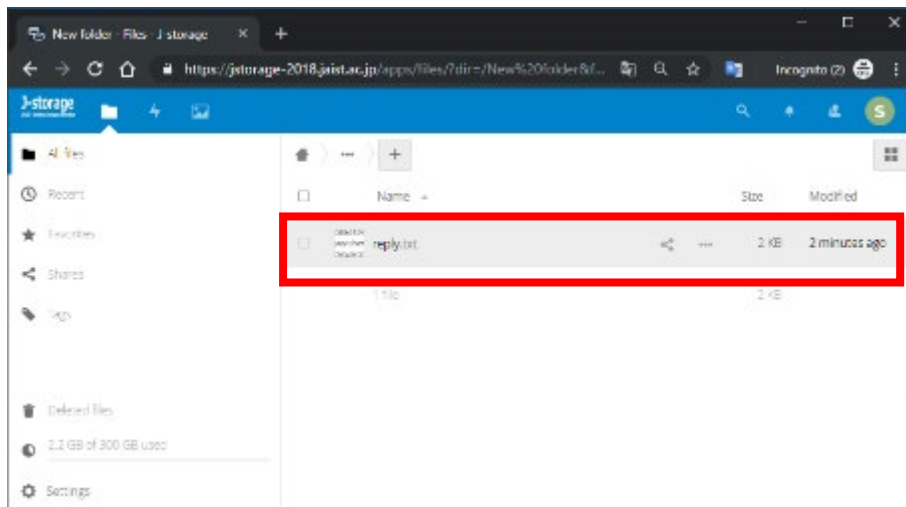 New folder - Files - J-storage
https://jstorage-2018.jaist.ac.jp/apps/files/?dir=/New%20folder&f...
Incognito (2)
J-storage
S
All files
Recent
Favorites
Shares
Tags
Deleted files
2.2 GB of 300 GB used
Settings
Name
Size
Modified
reply.txt
2 KB
2 minutes ago
1 file
2 KB